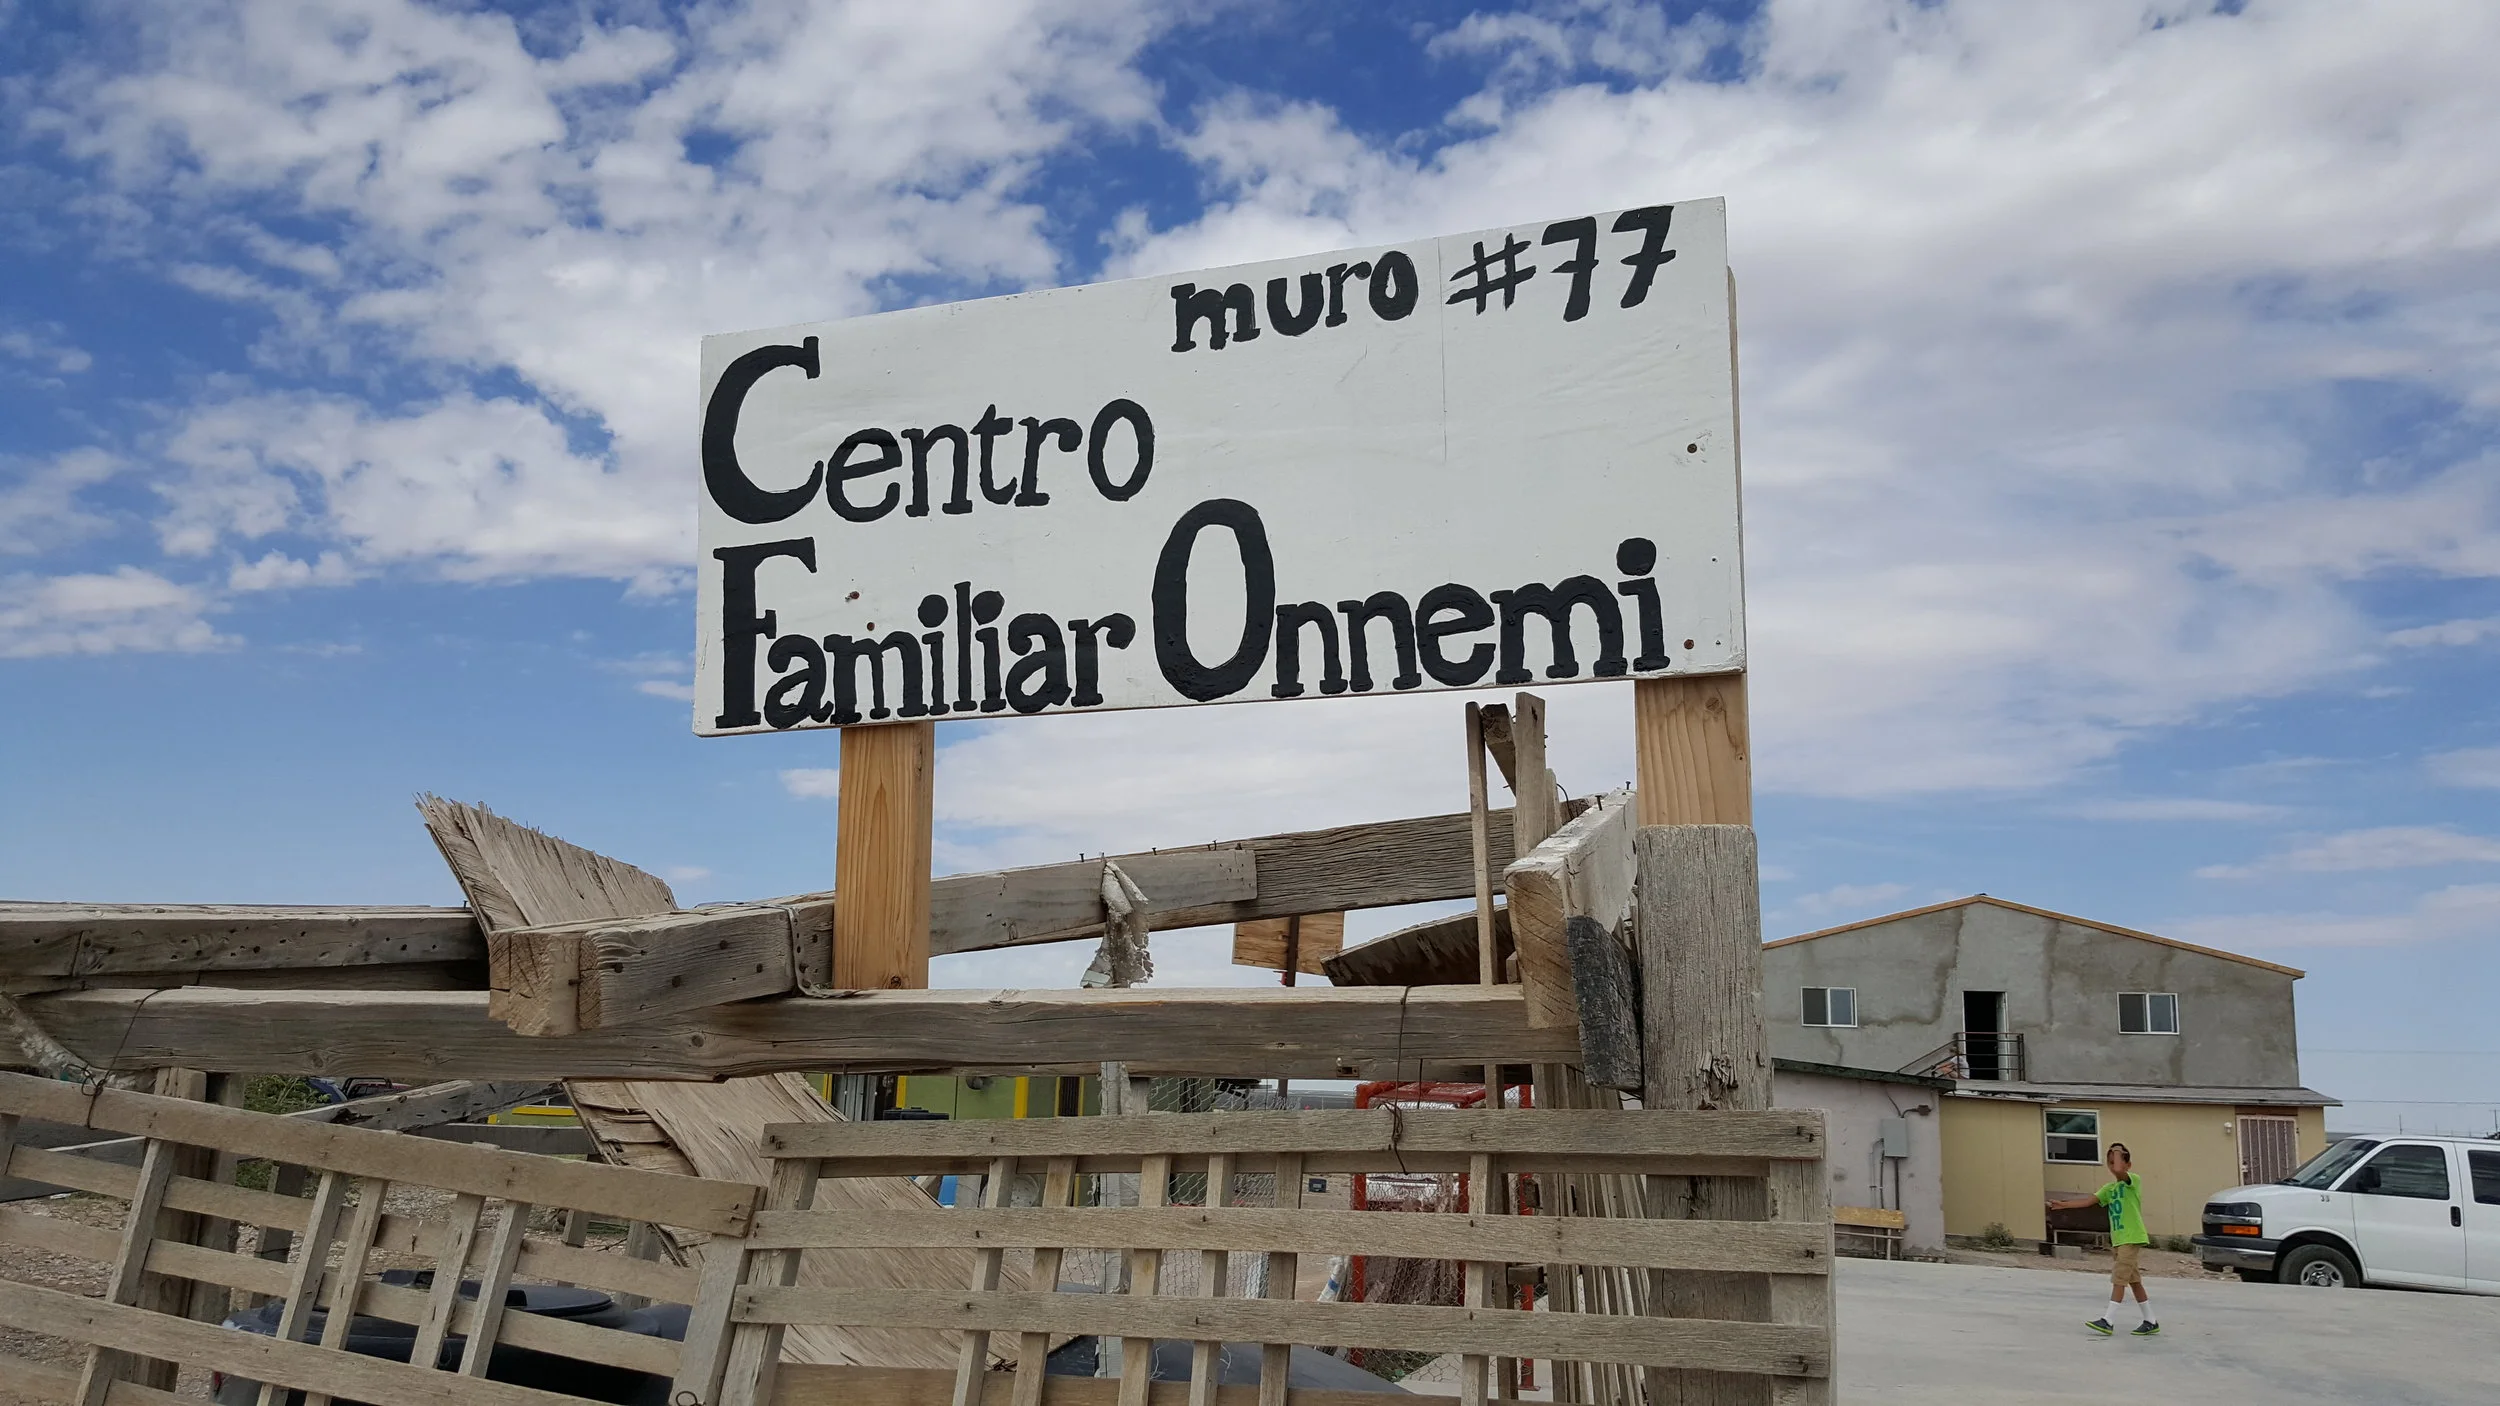 muro #77
Centro
Familiar Onnemi